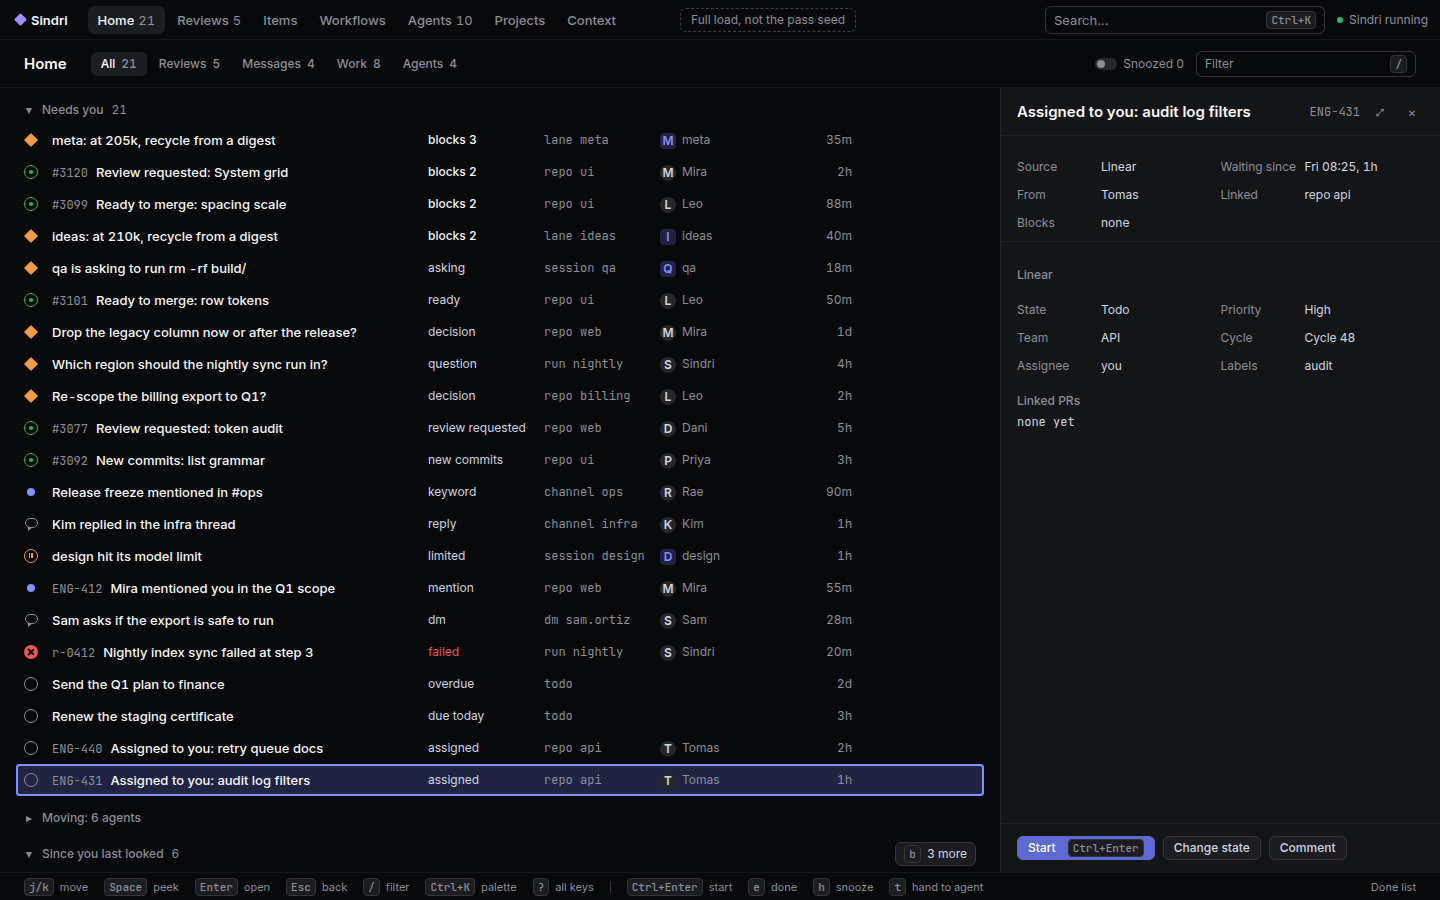 Sindri Home 21 Reviews 5 Items Workflows Agents 10 Projects Context Full load, not the pass seed Search... Ctrl+K Sindri running
Home All 21 Reviews 5 Messages 4 Work 8 Agents 4 Snoozed 0 Filter /
Needs you 21
meta: at 205k, recycle from a digest blocks 3 lane meta M meta 35m
#3120 Review requested: System grid blocks 2 repo ui M Mira 2h
#3099 Ready to merge: spacing scale blocks 2 repo ui L Leo 88m
ideas: at 210k, recycle from a digest blocks 2 lane ideas I ideas 40m
qa is asking to run rm -rf build/ asking session qa Q qa 18m
#3101 Ready to merge: row tokens ready repo ui L Leo 50m
Drop the legacy column now or after the release? decision repo web M Mira 1d
Which region should the nightly sync run in? question run nightly S Sindri 4h
Re-scope the billing export to Q1? decision repo billing L Leo 2h
#3077 Review requested: token audit review requested repo web D Dani 5h
#3092 New commits: list grammar new commits repo ui P Priya 3h
Release freeze mentioned in #ops keyword channel ops R Rae 90m
Kim replied in the infra thread reply channel infra K Kim 1h
design hit its model limit limited session design D design 1h
ENG-412 Mira mentioned you in the Q1 scope mention repo web M Mira 55m
Sam asks if the export is safe to run dm dm sam.ortiz S Sam 28m
r-0412 Nightly index sync failed at step 3 failed run nightly S Sindri 20m
Send the Q1 plan to finance overdue todo 2d
Renew the staging certificate due today todo 3h
ENG-440 Assigned to you: retry queue docs assigned repo api T Tomas 2h
ENG-431 Assigned to you: audit log filters assigned repo api T Tomas 1h
Moving: 6 agents
Since you last looked 6 b 3 more
Assigned to you: audit log filters ENG-431
Source Linear Waiting since Fri 08:25, 1h
From Tomas Linked repo api
Blocks none
Linear
State Todo Priority High
Team API Cycle Cycle 48
Assignee you Labels audit
Linked PRs
none yet
Start Ctrl+Enter Change state Comment
j/k move Space peek Enter open Esc back / filter Ctrl+K palette ? all keys Ctrl+Enter start e done h snooze t hand to agent Done list